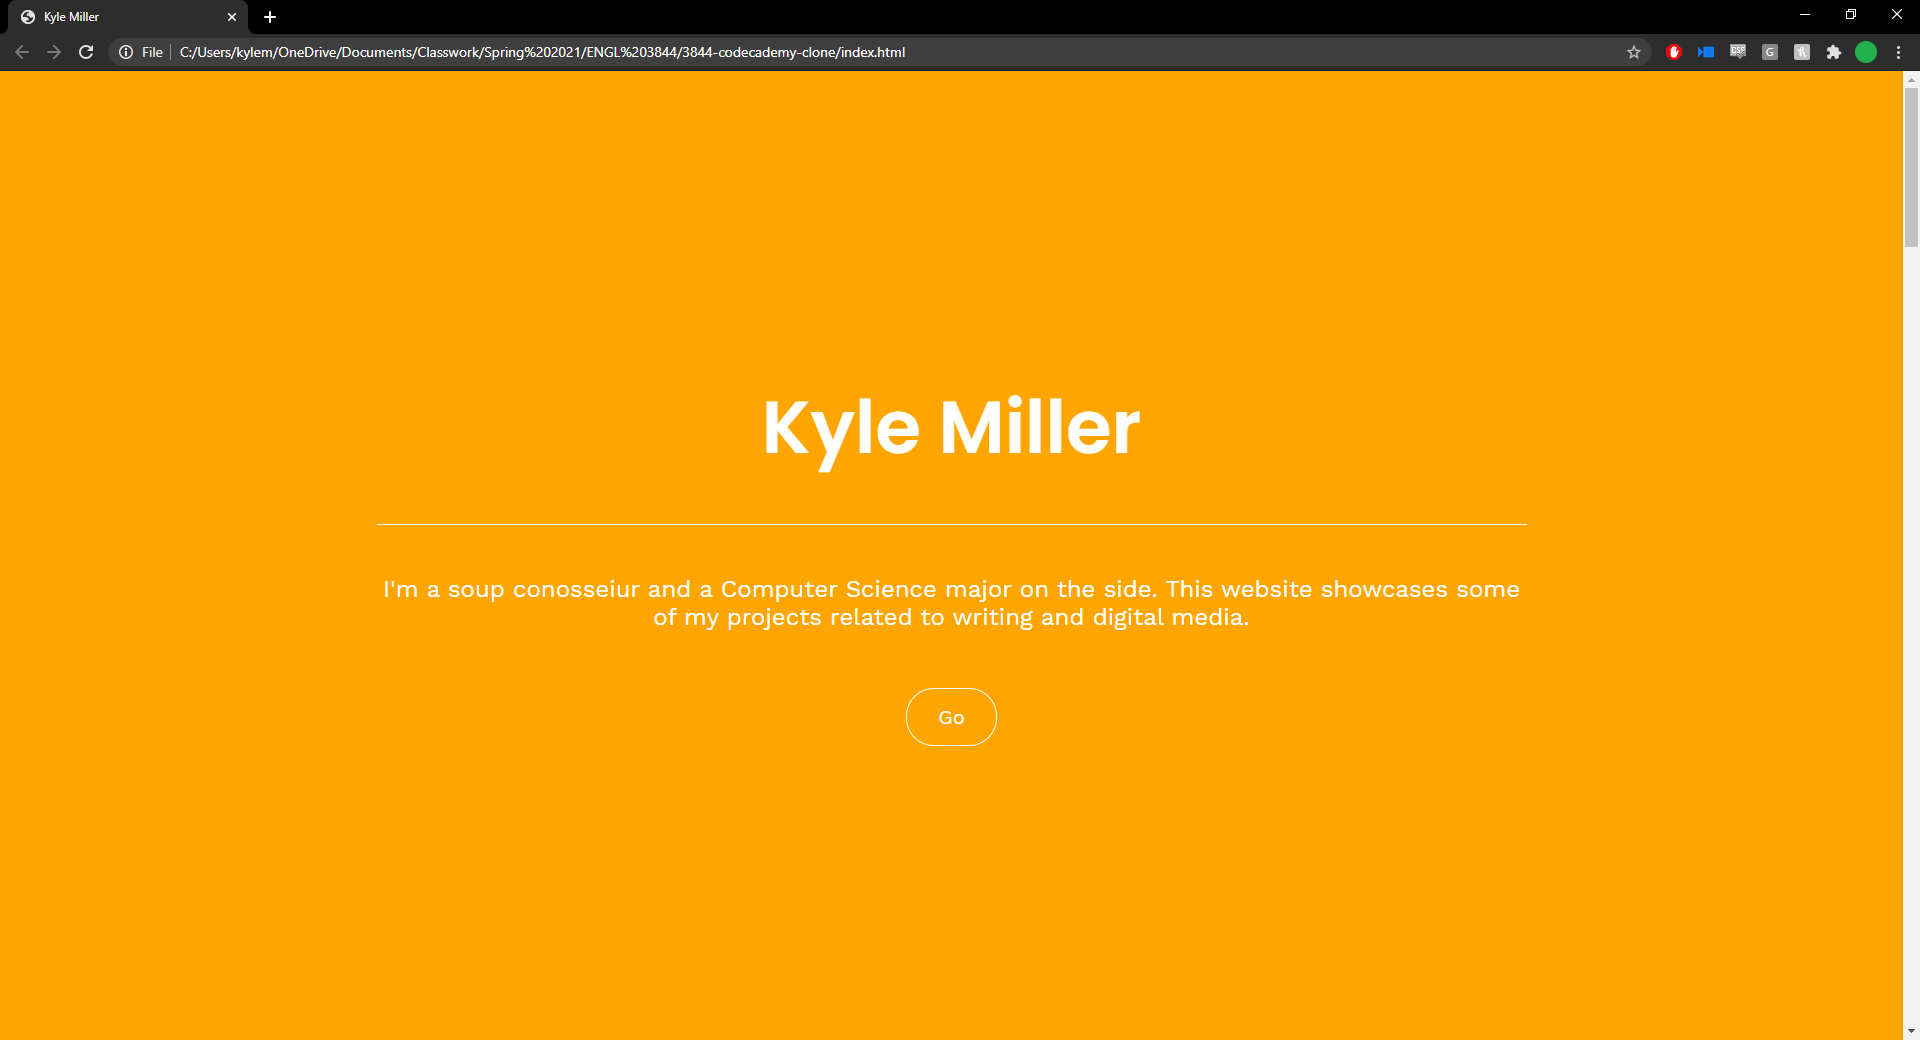 Kyle Miller
File C:/Users/kylem/OneDrive/Documents/Classwork/Spring%202021/ENGL%203844/3844-codecademy-clone/index.html
CSP
G
Kyle Miller
I'm a soup conosseiur and a Computer Science major on the side. This website showcases some
of my projects related to writing and digital media.
Go